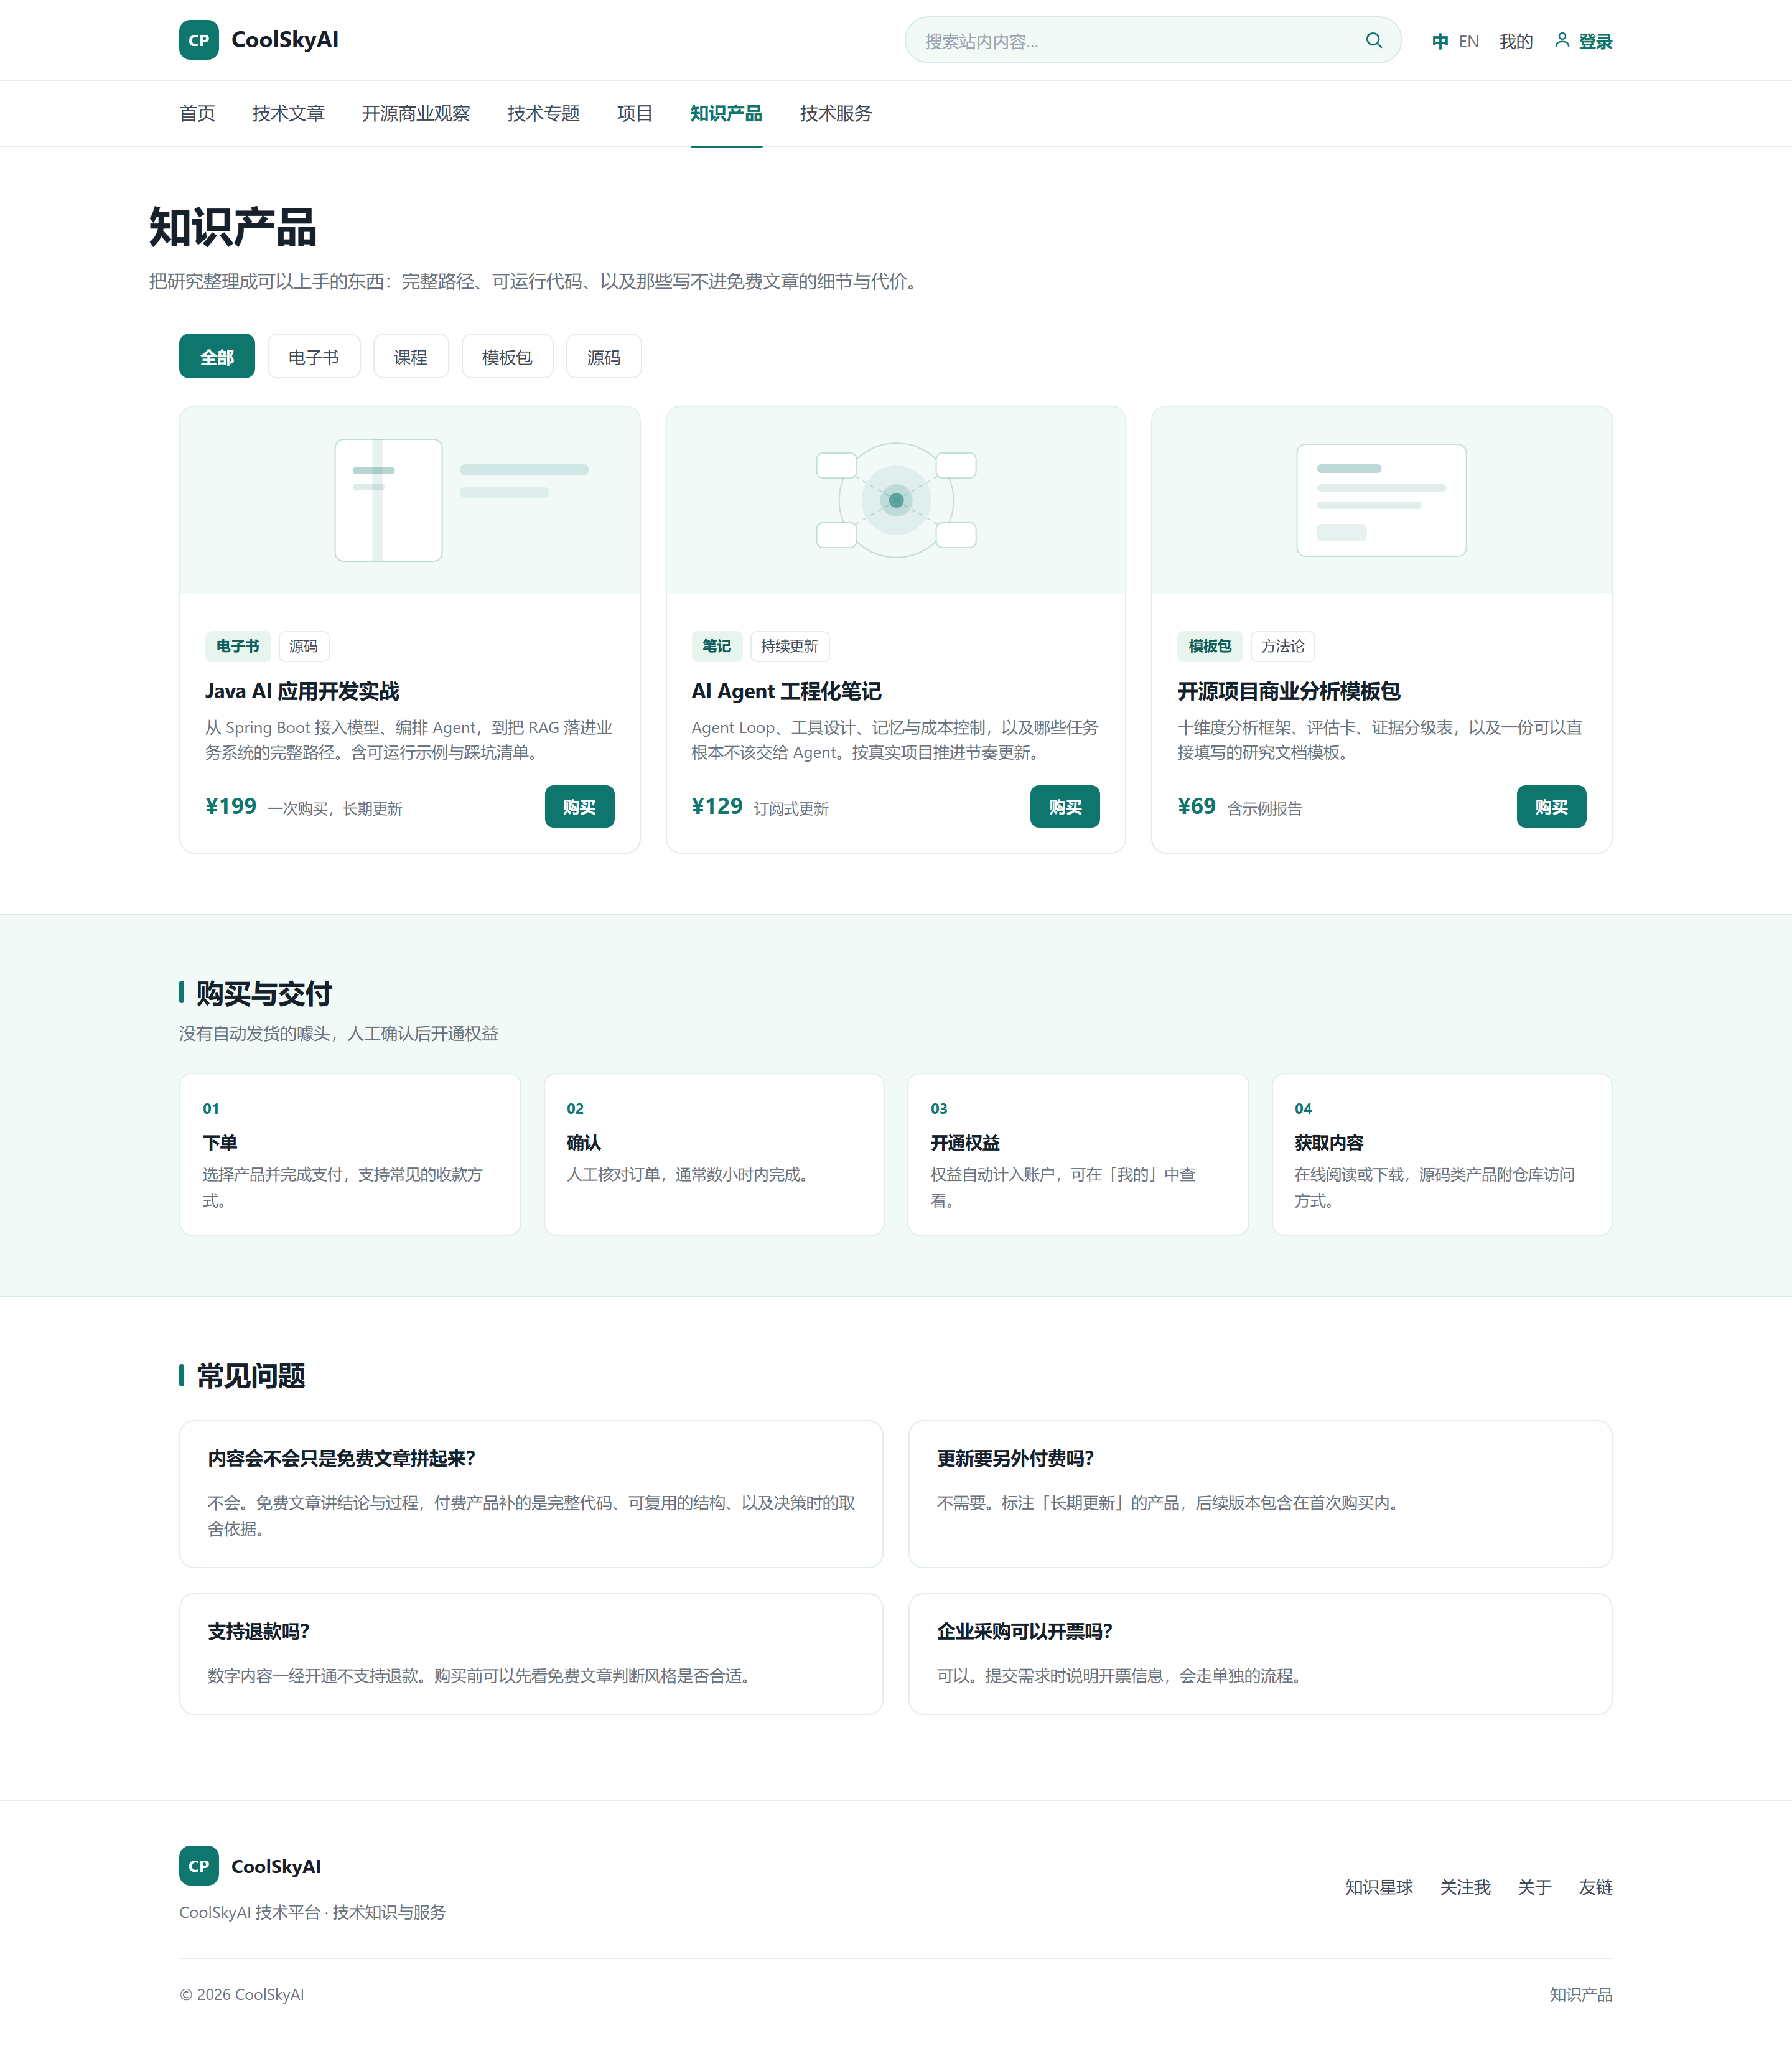 CP CoolSkyAI 搜索站内内容... 中 EN 我的 登录
首页 技术文章 开源商业观察 技术专题 项目 知识产品 技术服务
知识产品
把研究整理成可以上手的东西：完整路径、可运行代码、以及那些写不进免费文章的细节与代价。
全部 电子书 课程 模板包 源码
电子书 源码
Java AI 应用开发实战
从 Spring Boot 接入模型、编排 Agent，到把 RAG 落进业
务系统的完整路径。含可运行示例与踩坑清单。
¥199 一次购买，长期更新 购买
笔记 持续更新
AI Agent 工程化笔记
Agent Loop、工具设计、记忆与成本控制，以及哪些任务
根本不该交给 Agent。按真实项目推进节奏更新。
¥129 订阅式更新 购买
模板包 方法论
开源项目商业分析模板包
十维度分析框架、评估卡、证据分级表，以及一份可以直
接填写的研究文档模板。
¥69 含示例报告 购买
购买与交付
没有自动发货的噱头，人工确认后开通权益
01
下单
选择产品并完成支付，支持常见的收款方
式。
02
确认
人工核对订单，通常数小时内完成。
03
开通权益
权益自动计入账户，可在「我的」中查
看。
04
获取内容
在线阅读或下载，源码类产品附仓库访问
方式。
常见问题
内容会不会只是免费文章拼起来？
不会。免费文章讲结论与过程，付费产品补的是完整代码、可复用的结构、以及决策时的取
舍依据。
更新要另外付费吗？
不需要。标注「长期更新」的产品，后续版本包含在首次购买内。
支持退款吗？
数字内容一经开通不支持退款。购买前可以先看免费文章判断风格是否合适。
企业采购可以开票吗？
可以。提交需求时说明开票信息，会走单独的流程。
CP CoolSkyAI
CoolSkyAI 技术平台 · 技术知识与服务
知识星球 关注我 关于 友链
© 2026 CoolSkyAI 知识产品